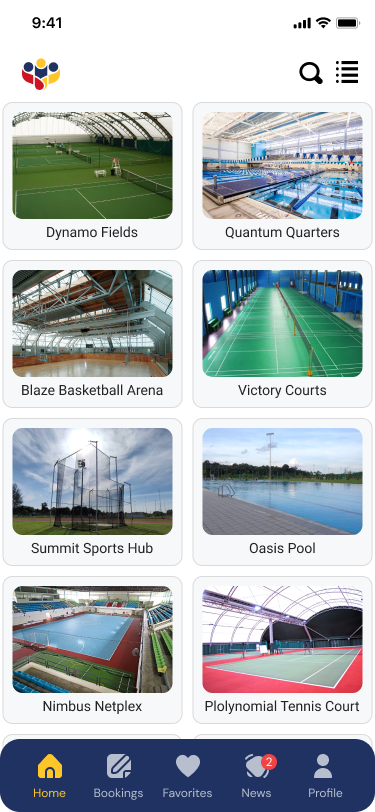 9:41
Dynamo Fields
Quantum Quarters
Blaze Basketball Arena
Victory Courts
Summit Sports Hub
Oasis Pool
Nimbus Netplex
Plolynomial Tennis Court
2
Home
Bookings
Favorites
News
Profile